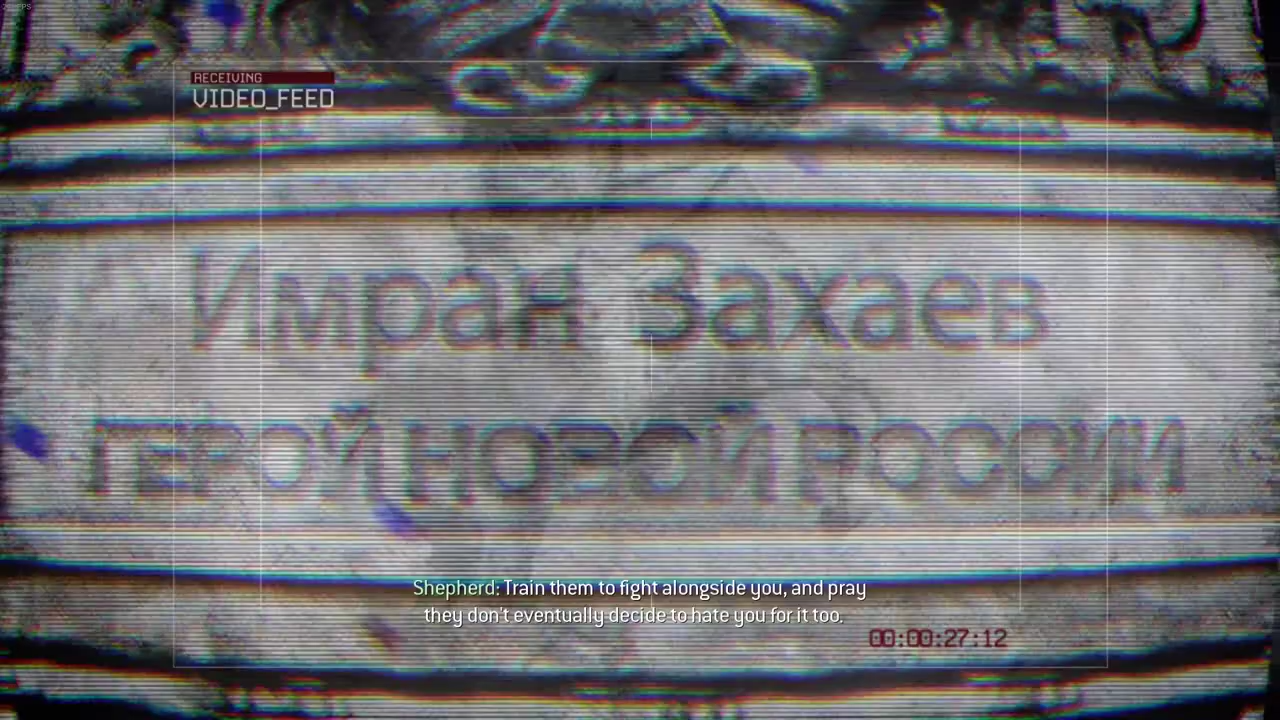 RECEIVING
VIDEO_FEED
Имран Захаев
ГЕРОЙ НОВОЙ РОССИИ
Shepherd: Train them to fight alongside you, and pray
they don't eventually decide to hate you for it too.
00:00:27:12